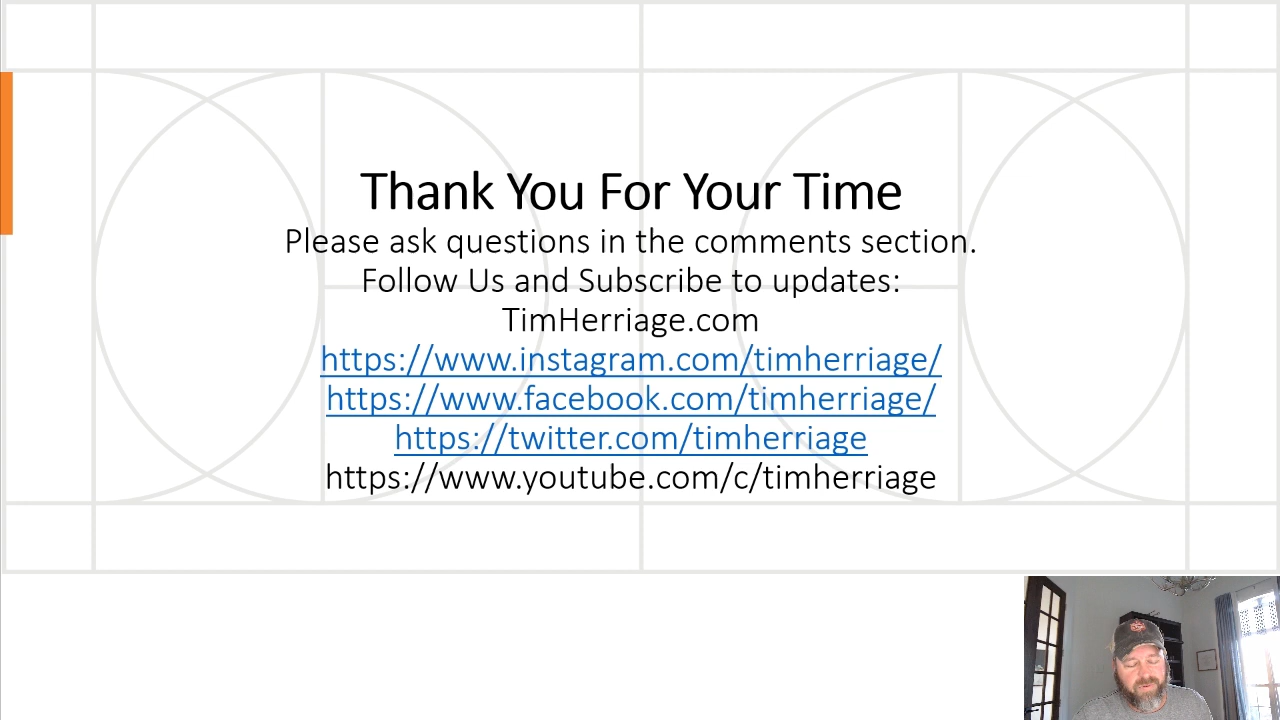 Thank You For Your Time
Please ask questions in the comments section.
Follow Us and Subscribe to updates:
TimHerriage.com
https://www.instagram.com/timherriage/
https://www.facebook.com/timherriage/
https://twitter.com/timherriage
https://www.youtube.com/c/timherriage